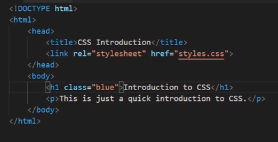 <!DOCTYPE html>
<html>
<head>
<title>CSS Introduction</title>
<link rel="stylesheet" href="styles.css">
</head>
<body>
<h1 class="blue">Introduction to CSS</h1>
<p>This is just a quick introduction to CSS.</p>
</body>
</html>